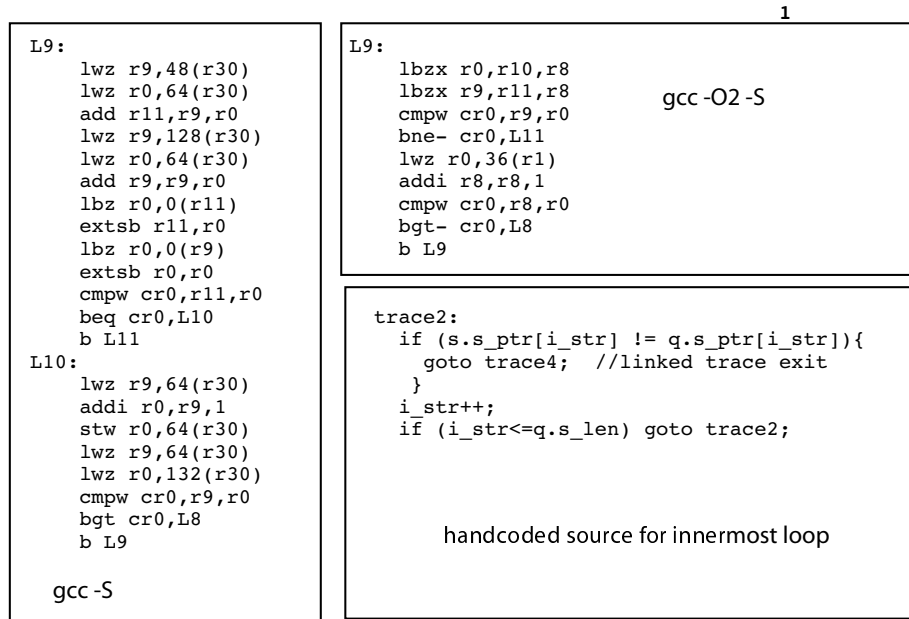 1
L9:
lwz r9,48(r30)
lwz r0,64(r30)
add r11,r9,r0
lwz r9,128(r30)
lwz r0,64(r30)
add r9,r9,r0
lbz r0,0(r11)
extsb r11,r0
lbz r0,0(r9)
extsb r0,r0
cmpw cr0,r11,r0
beq cr0,L10
b L11
L10:
lwz r9,64(r30)
addi r0,r9,1
stw r0,64(r30)
lwz r9,64(r30)
lwz r0,132(r30)
cmpw cr0,r9,r0
bgt cr0,L8
b L9
gcc -S
L9:
lbzx r0,r10,r8
lbzx r9,r11,r8
cmpw cr0,r9,r0
bne- cr0,L11
lwz r0,36(r1)
addi r8,r8,1
cmpw cr0,r8,r0
bgt- cr0,L8
b L9
gcc -O2 -S
trace2:
if (s.s_ptr[i_str] != q.s_ptr[i_str]){
goto trace4;  //linked trace exit
}
i_str++;
if (i_str<=q.s_len) goto trace2;
handcoded source for innermost loop